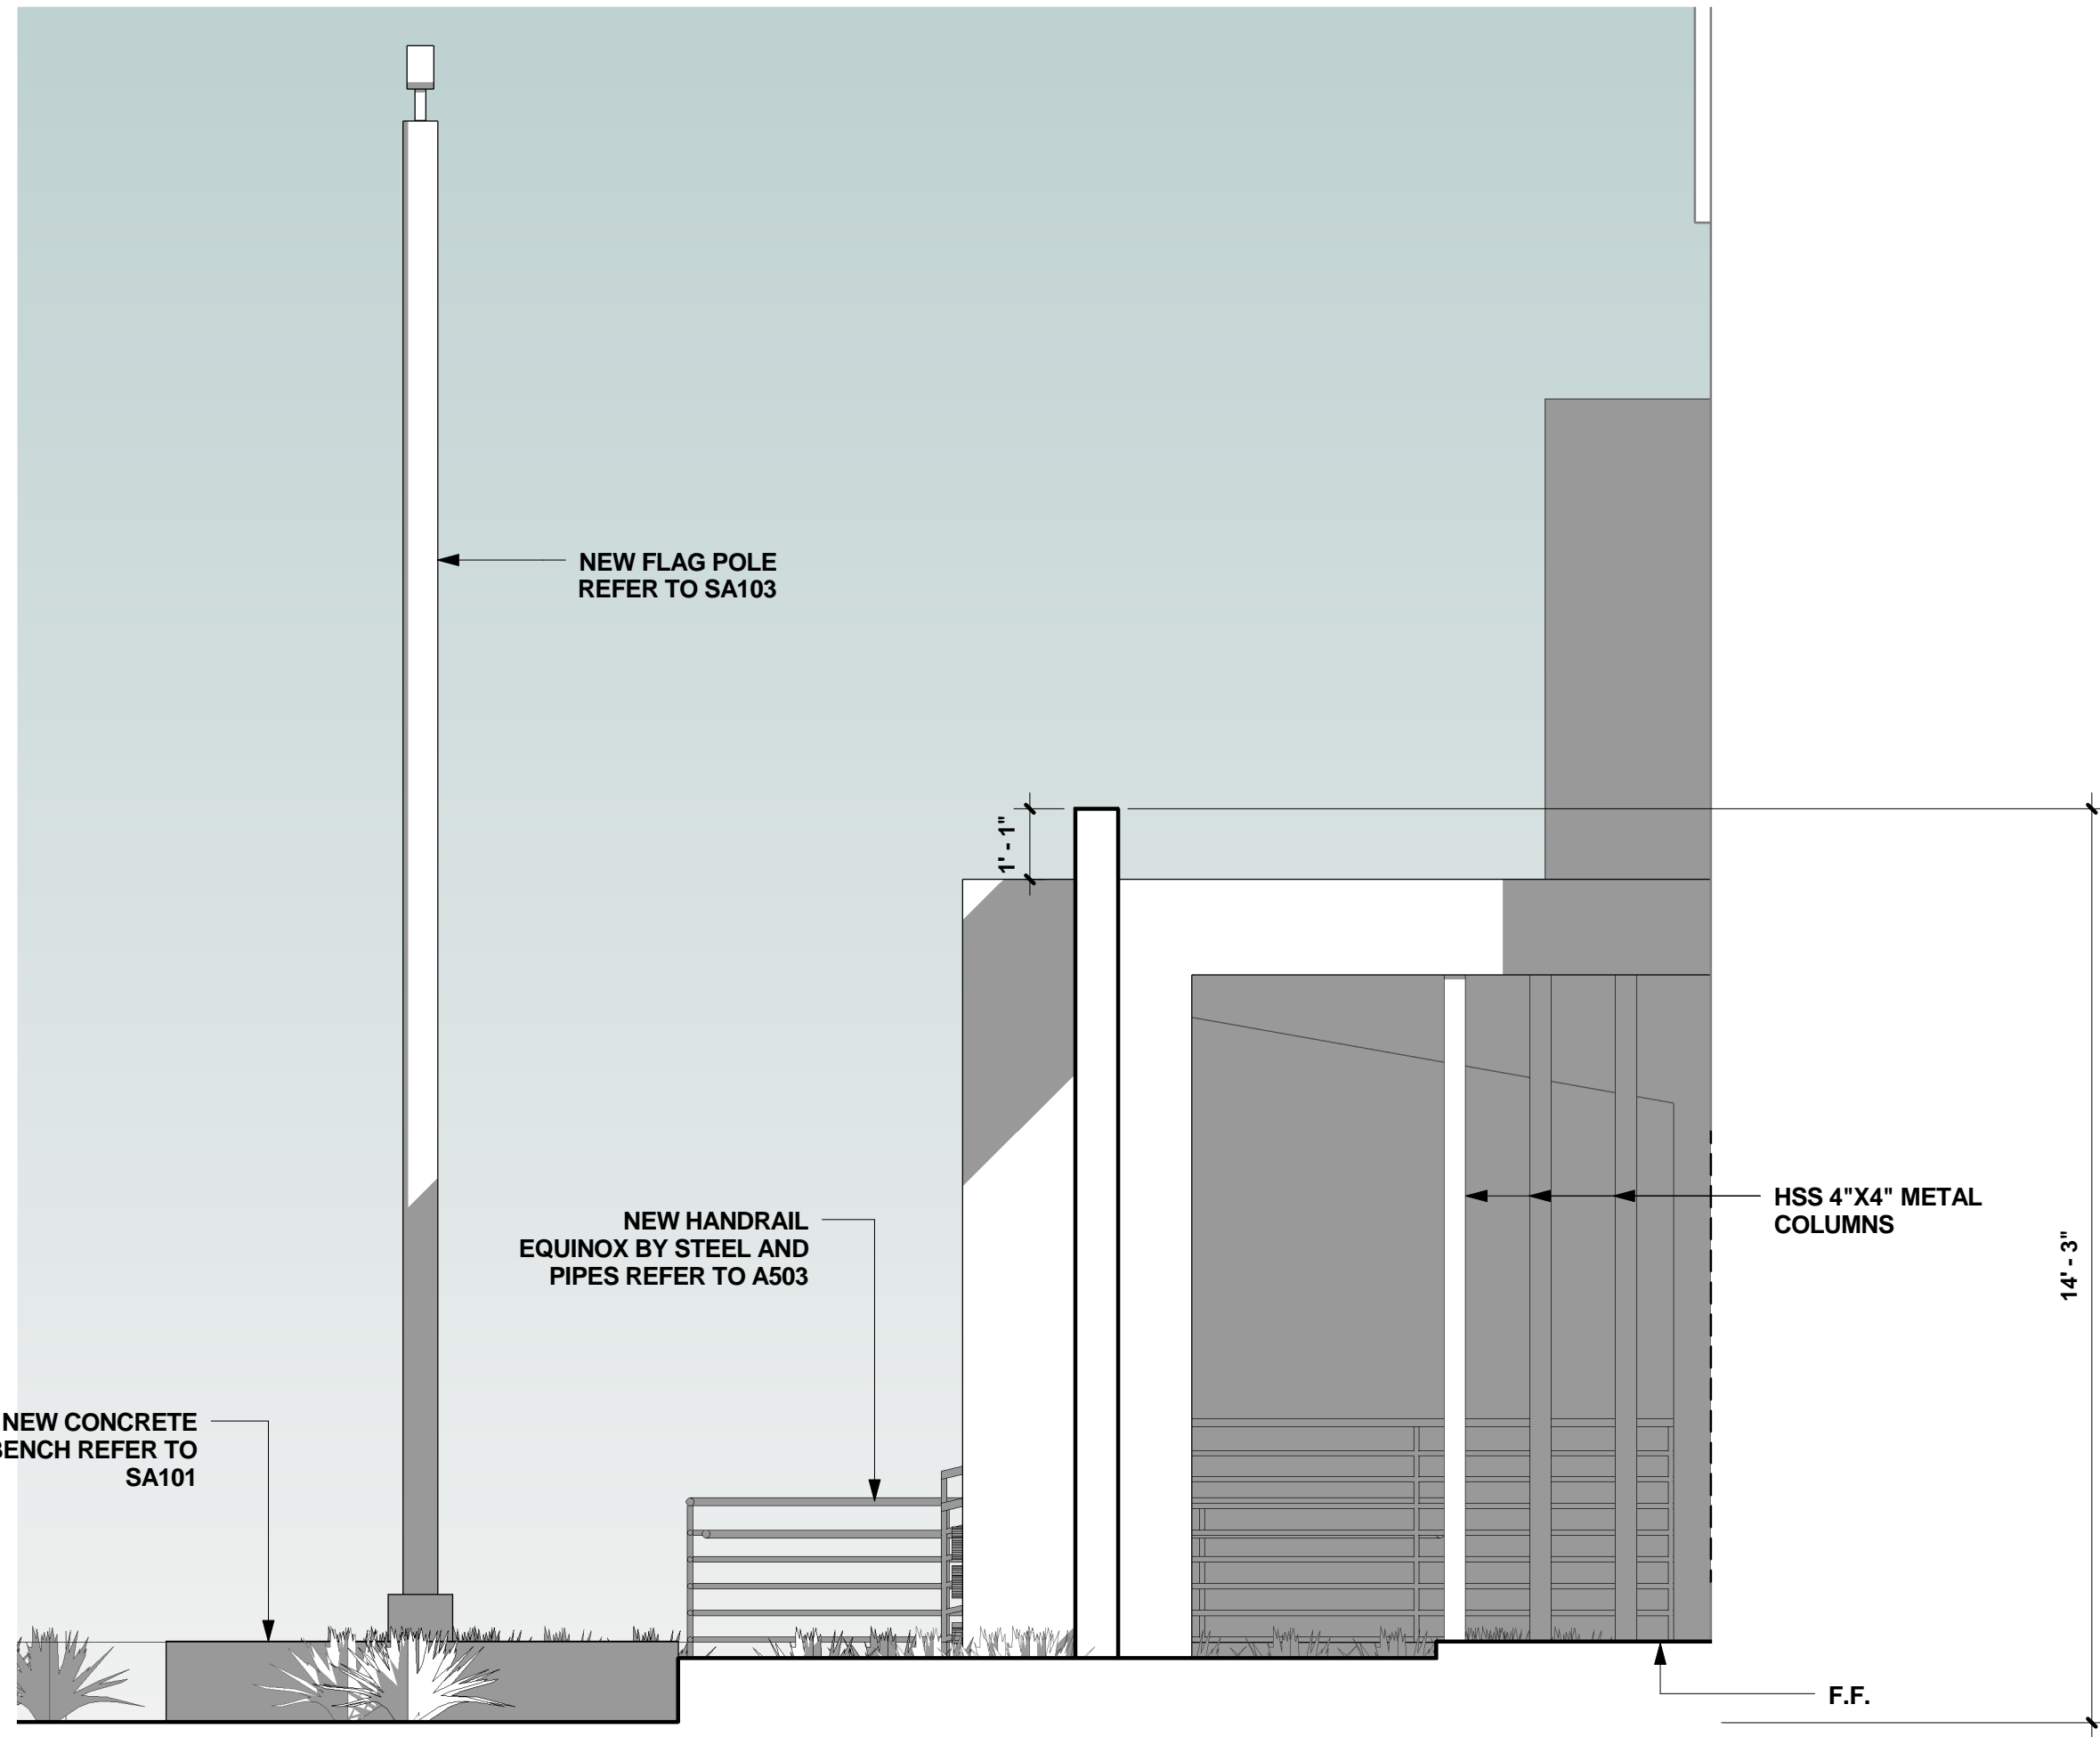 NEW FLAG POLE
REFER TO SA103
1' - 1"
NEW HANDRAIL
EQUINOX BY STEEL AND
PIPES REFER TO A503
HSS 4"X4" METAL
COLUMNS
14' - 3"
NEW CONCRETE
BENCH REFER TO
SA101
F.F.